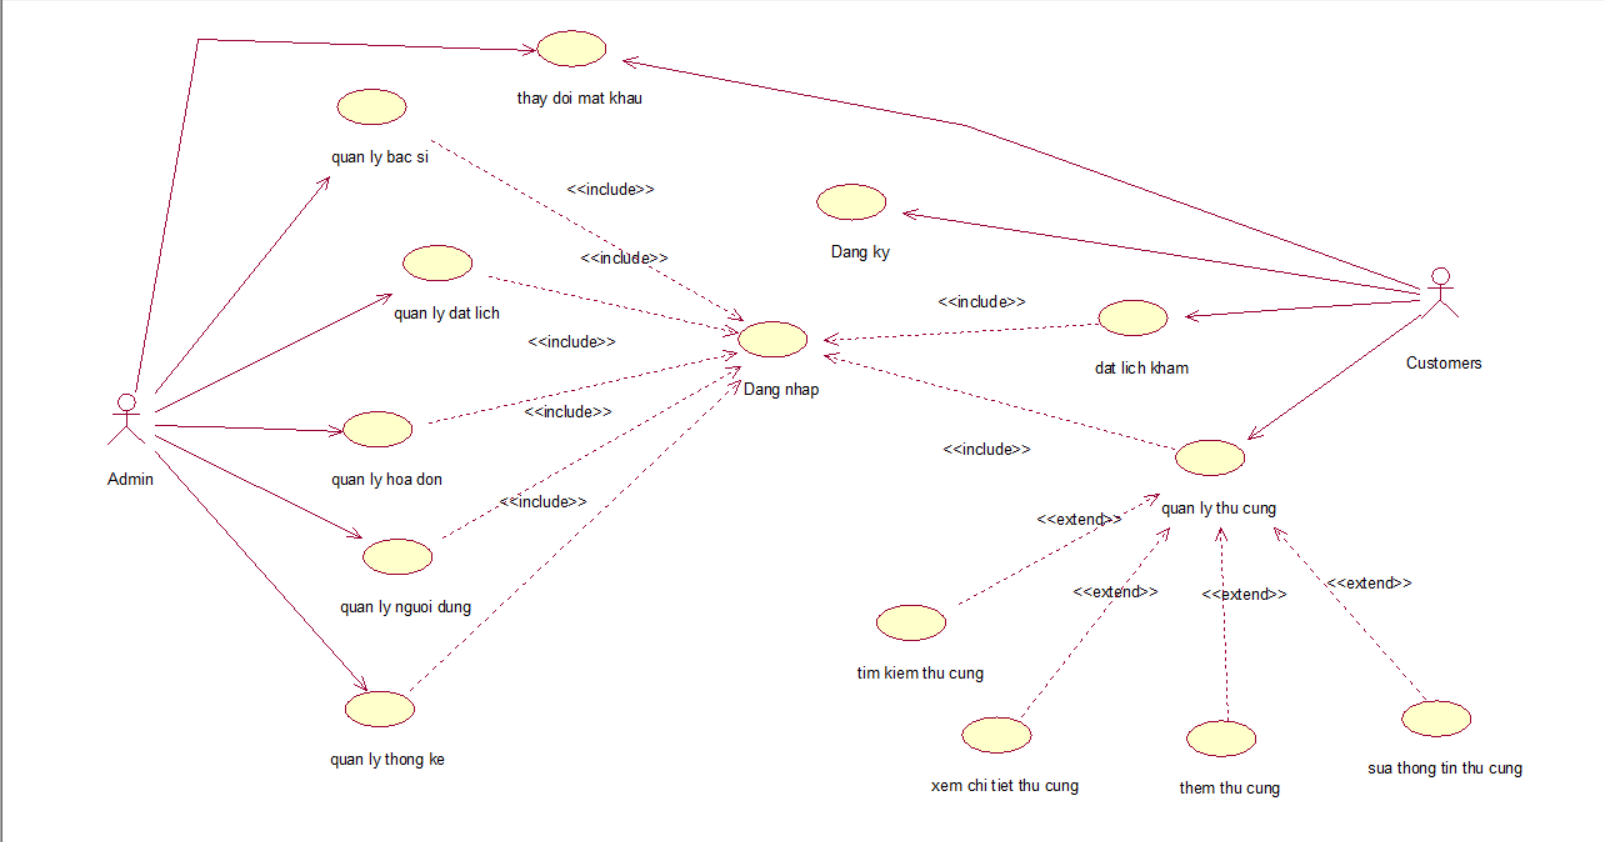 thay doi mat khau
quan ly bac si
<<include>>
Dang ky
<<include>>
quan ly dat lich
<<include>>
<<include>>
dat lich kham
Customers
Dang nhap
<<include>>
Admin
quan ly hoa don
<<include>>
<<include>>
quan ly thu cung
<<extend>>
quan ly nguoi dung
<<extend>>
<<extend>>
<<extend>>
tim kiem thu cung
quan ly thong ke
xem chi tiet thu cung
them thu cung
sua thong tin thu cung